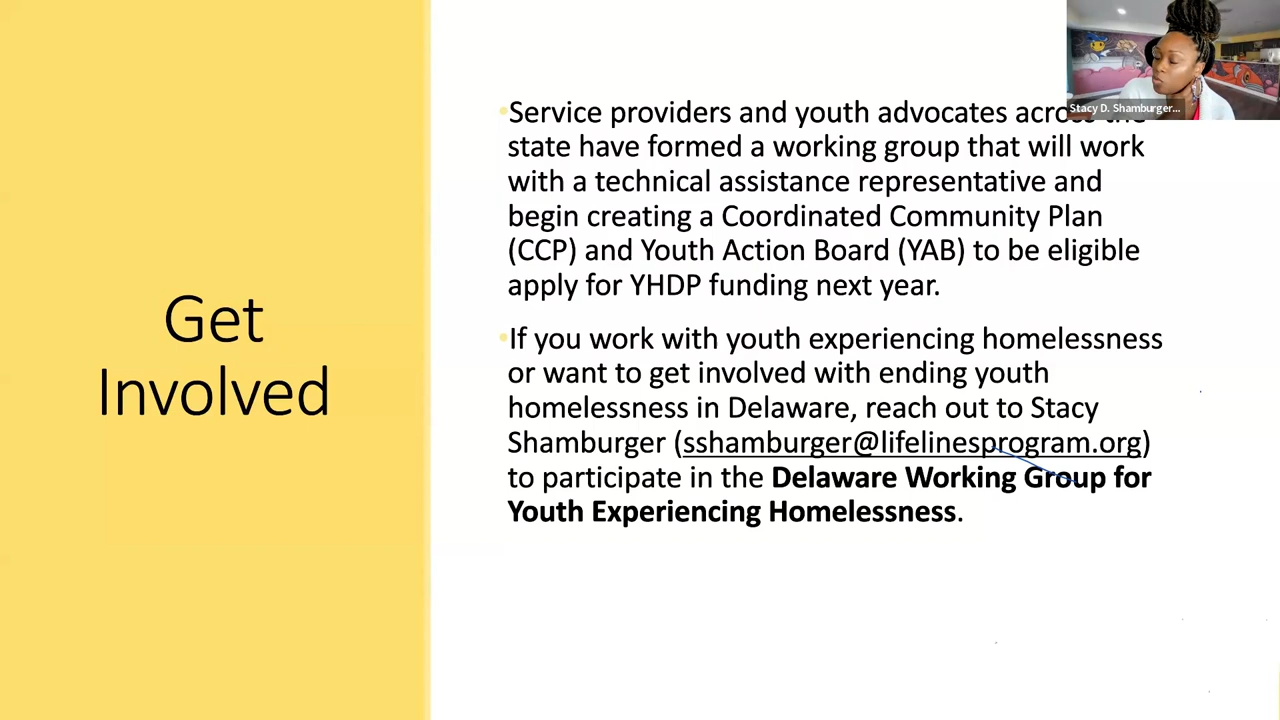 Get
Involved
•Service providers and youth advocates across the
state have formed a working group that will work
with a technical assistance representative and
begin creating a Coordinated Community Plan
(CCP) and Youth Action Board (YAB) to be eligible
apply for YHDP funding next year.
•If you work with youth experiencing homelessness
or want to get involved with ending youth
homelessness in Delaware, reach out to Stacy
Shamburger (sshamburger@lifelinesprogram.org)
to participate in the Delaware Working Group for
Youth Experiencing Homelessness.
Stacy D. Shamburger...